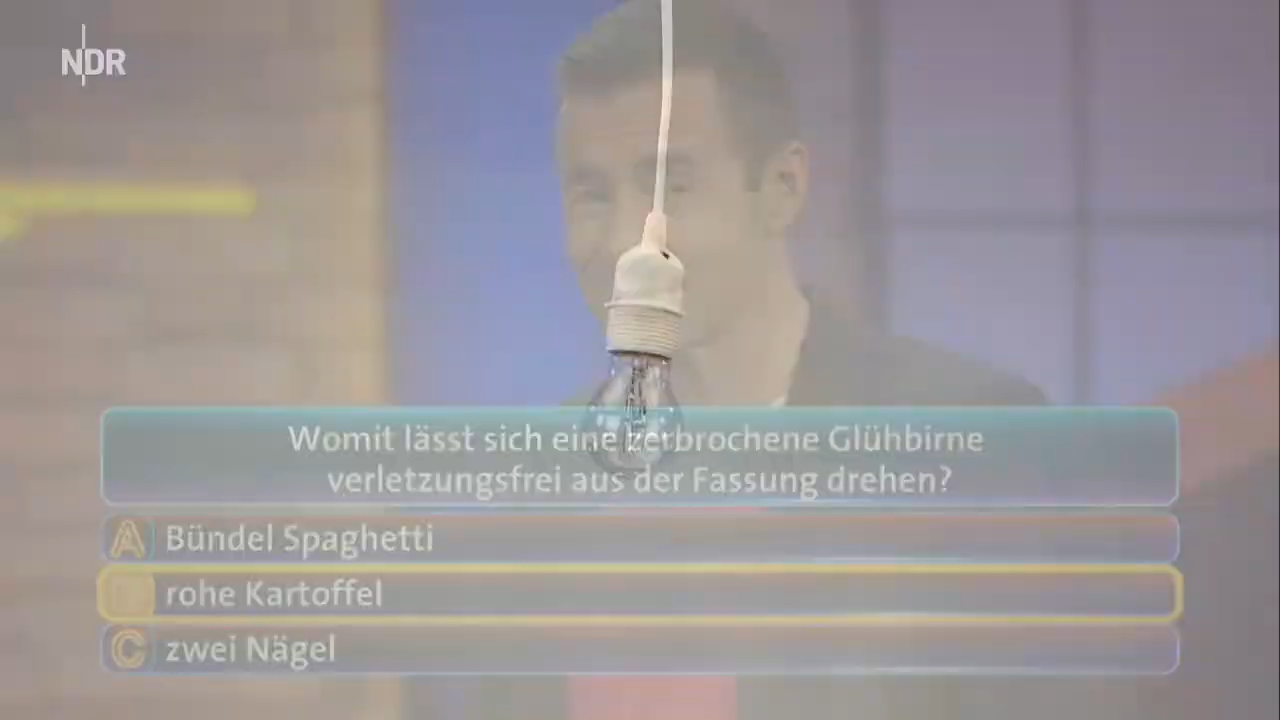 NDR
Womit lässt sich eine zerbrochene Glühbirne
verletzungsfrei aus der Fassung drehen?
A Bündel Spaghetti
rohe Kartoffel
C zwei Nägel